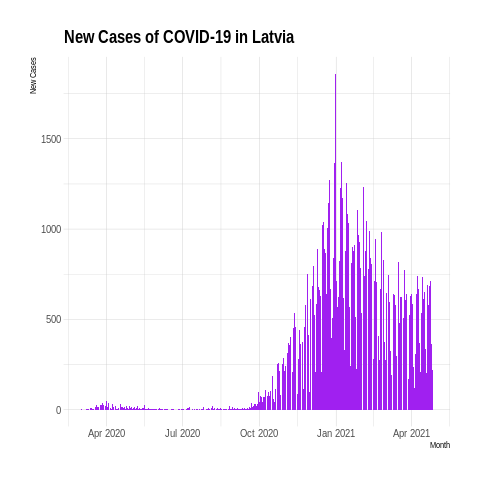 New Cases of COVID-19 in Latvia
New Cases
1500
1000
500
0
Apr 2020 Jul 2020 Oct 2020 Jan 2021 Apr 2021
Month